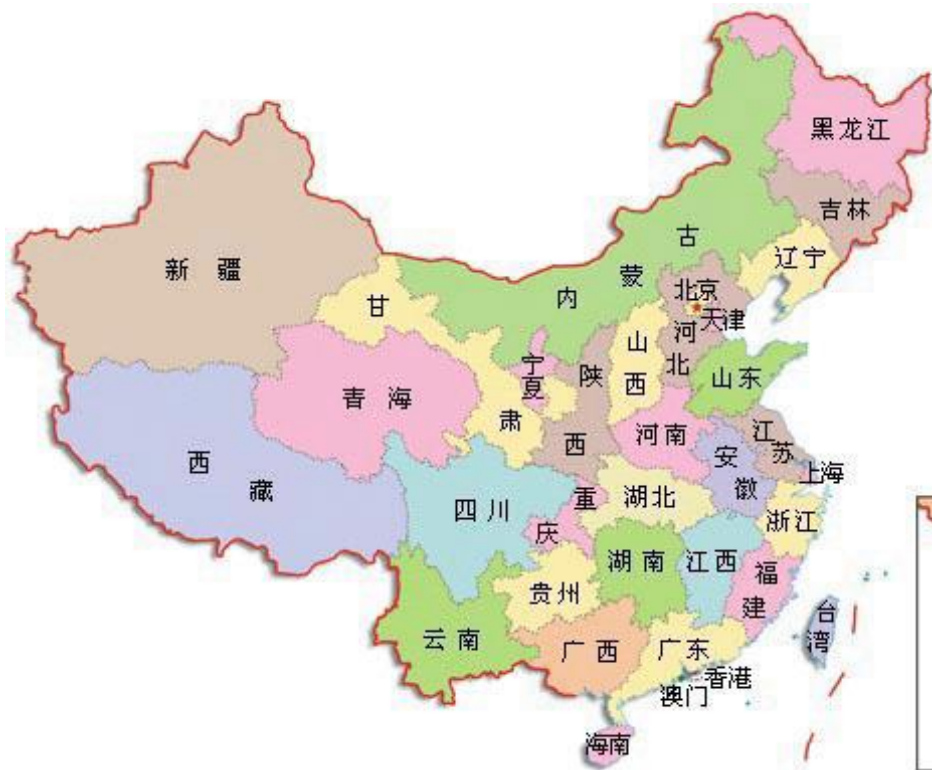 黑龙江
吉林
辽宁
内蒙古
新疆
甘肃
北京
天津
河北
山西
山东
宁夏
陕西
青海
河南
江苏
安徽
上海
西藏
四川
重庆
湖北
浙江
湖南
江西
福建
贵州
云南
广西
广东
台湾
香港
澳门
海南